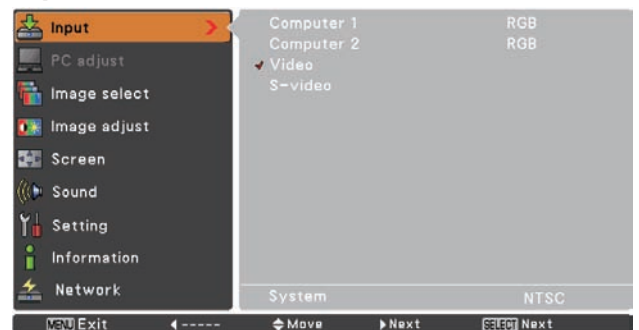 Input
PC adjust
Image select
Image adjust
Screen
Sound
Setting
Information
Network
Computer 1 RGB
Computer 2 RGB
Video
S-video
System NTSC
MENU Exit ----- Move Next SELECT Next